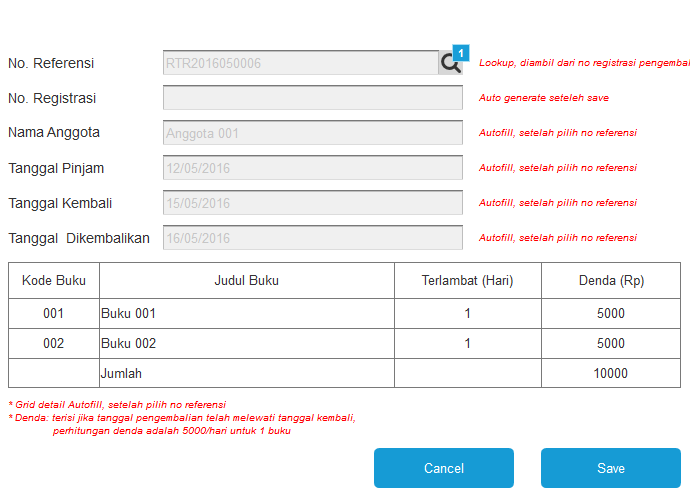 No. Referensi RTR2016050006 1 Lookup, diambil dari no registrasi pengembal
No. Registrasi Auto generate seteleh save
Nama Anggota Anggota 001 Autofill, setelah pilih no referensi
Tanggal Pinjam 12/05/2016 Autofill, setelah pilih no referensi
Tanggal Kembali 15/05/2016 Autofill, setelah pilih no referensi
Tanggal Dikembalikan 16/05/2016 Autofill, setelah pilih no referensi
Kode Buku Judul Buku Terlambat (Hari) Denda (Rp)
001 Buku 001 1 5000
002 Buku 002 1 5000
Jumlah 10000
* Grid detail Autofill, setelah pilih no referensi
* Denda: terisi jika tanggal pengembalian telah melewati tanggal kembali,
perhitungan denda adalah 5000/hari untuk 1 buku
Cancel Save